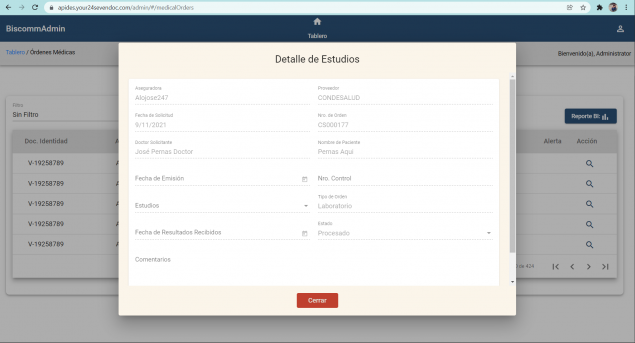 apides.your24sevendoc.com/admin/#/medicalOrders
BiscommAdmin
Tablero
Tablero / Órdenes Médicas
Bienvenido(a), Administrator
Detalle de Estudios
Aseguradora
Alojose247
Proveedor
CONDESALUD
Fecha de Solicitud
9/11/2021
Nro. de Orden
CS000177
Doctor Solicitante
José Pernas Doctor
Nombre de Paciente
Pernas Aqui
Fecha de Emisión
Nro. Control
Estudios
Tipo de Orden
Laboratorio
Fecha de Resultados Recibidos
Estado
Procesado
Comentarios
Cerrar
Filtro
Sin Filtro
Reporte BI:
Doc. Identidad
Alerta
Acción
V-19258789
V-19258789
V-19258789
V-19258789
V-19258789
de 424